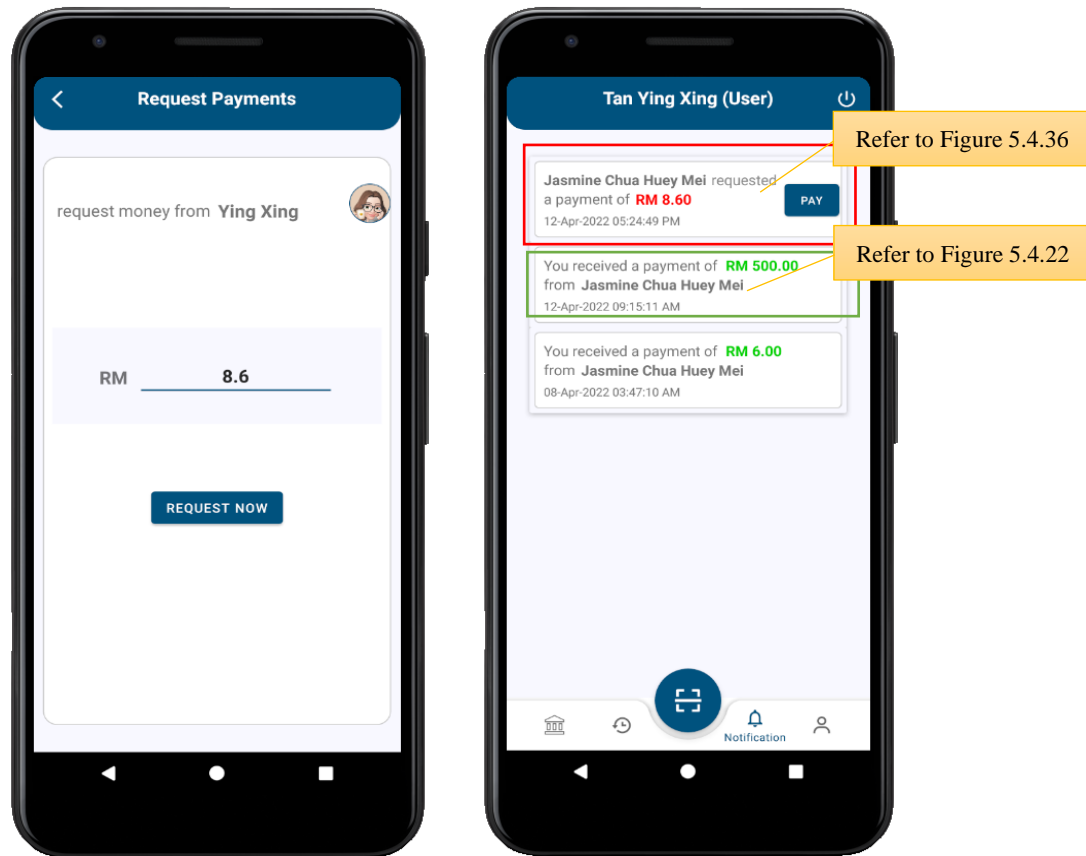 Request Payments
request money from Ying Xing
RM 8.6
REQUEST NOW
Tan Ying Xing (User)
Refer to Figure 5.4.36
Jasmine Chua Huey Mei requested
a payment of RM 8.60
PAY
12-Apr-2022 05:24:49 PM
Refer to Figure 5.4.22
You received a payment of RM 500.00
from Jasmine Chua Huey Mei
12-Apr-2022 09:15:11 AM
You received a payment of RM 6.00
from Jasmine Chua Huey Mei
08-Apr-2022 03:47:10 AM
Notification